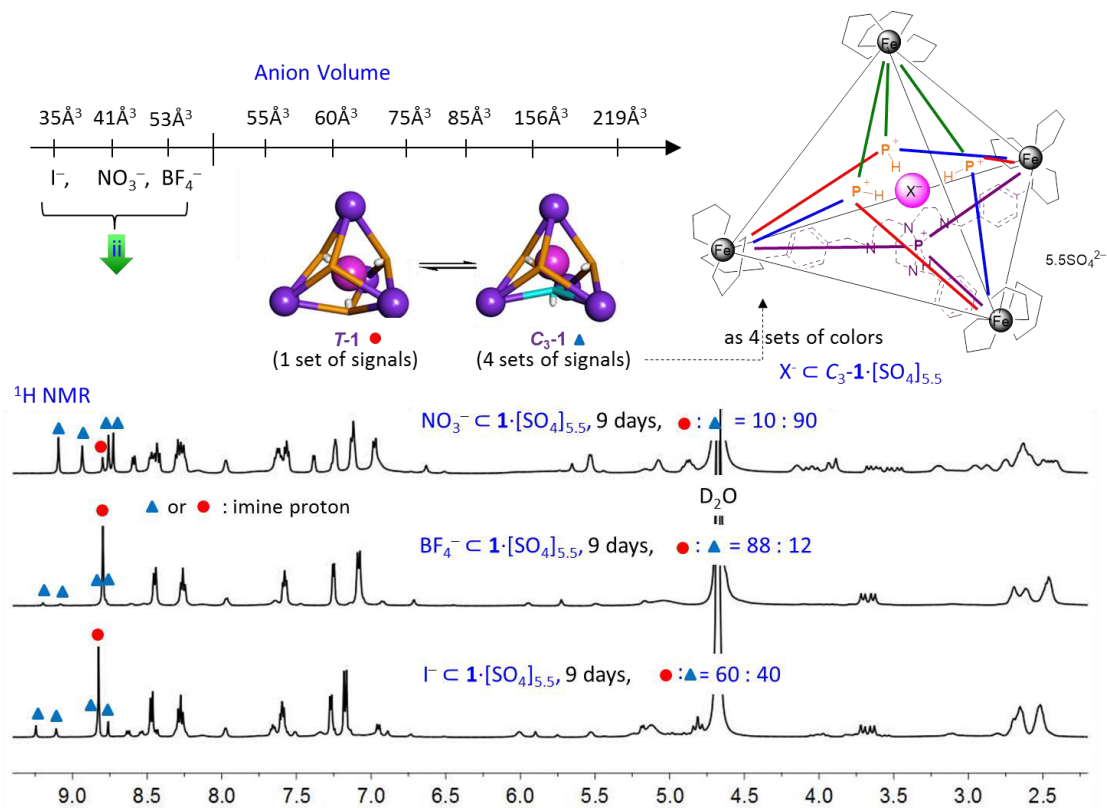 Anion Volume
35Å³ 41Å³ 53Å³ 55Å³ 60Å³ 75Å³ 85Å³ 156Å³ 219Å³
I⁻, NO₃⁻, BF₄⁻
ii
T-1
(1 set of signals)
C₃-1
(4 sets of signals)
Fe
P⁺
H
P⁺
H
Fe
P⁺
H
X⁻
N
N
P⁺
N
Fe
N
Fe
5.5SO₄²⁻
as 4 sets of colors
X⁻ ⊂ C₃-1·[SO₄]₅.₅
¹H NMR
NO₃⁻ ⊂ 1·[SO₄]₅.₅, 9 days, : = 10 : 90
or : imine proton
D₂O
BF₄⁻ ⊂ 1·[SO₄]₅.₅, 9 days, : = 88 : 12
I⁻ ⊂ 1·[SO₄]₅.₅, 9 days, : = 60 : 40
9.0 8.5 8.0 7.5 7.0 6.5 6.0 5.5 5.0 4.5 4.0 3.5 3.0 2.5